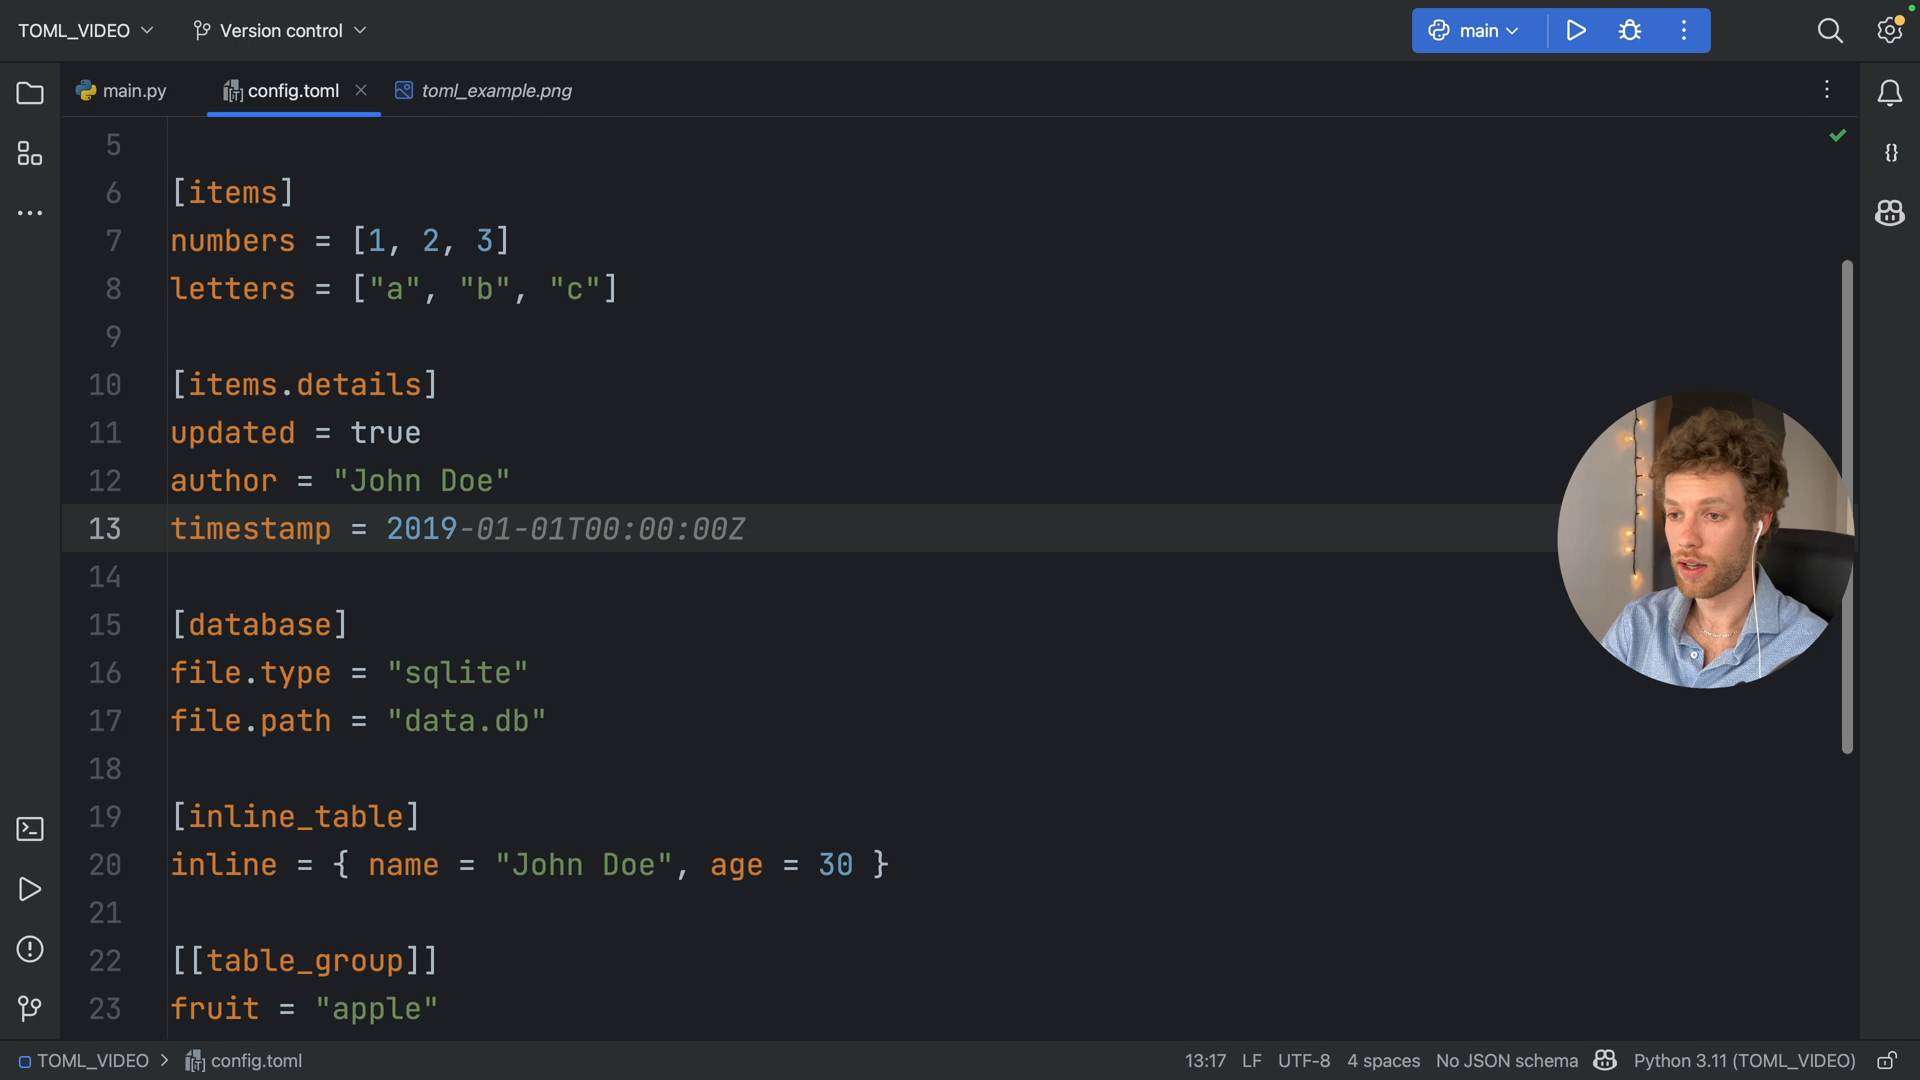 TOML_VIDEO
Version control
main
main.py
config.toml
toml_example.png
5
6 [items]
7 numbers = [1, 2, 3]
8 letters = ["a", "b", "c"]
9
10 [items.details]
11 updated = true
12 author = "John Doe"
13 timestamp = 2019-01-01T00:00:00Z
14
15 [database]
16 file.type = "sqlite"
17 file.path = "data.db"
18
19 [inline_table]
20 inline = { name = "John Doe", age = 30 }
21
22 [[table_group]]
23 fruit = "apple"
TOML_VIDEO > config.toml
13:17 LF UTF-8 4 spaces No JSON schema Python 3.11 (TOML_VIDEO)